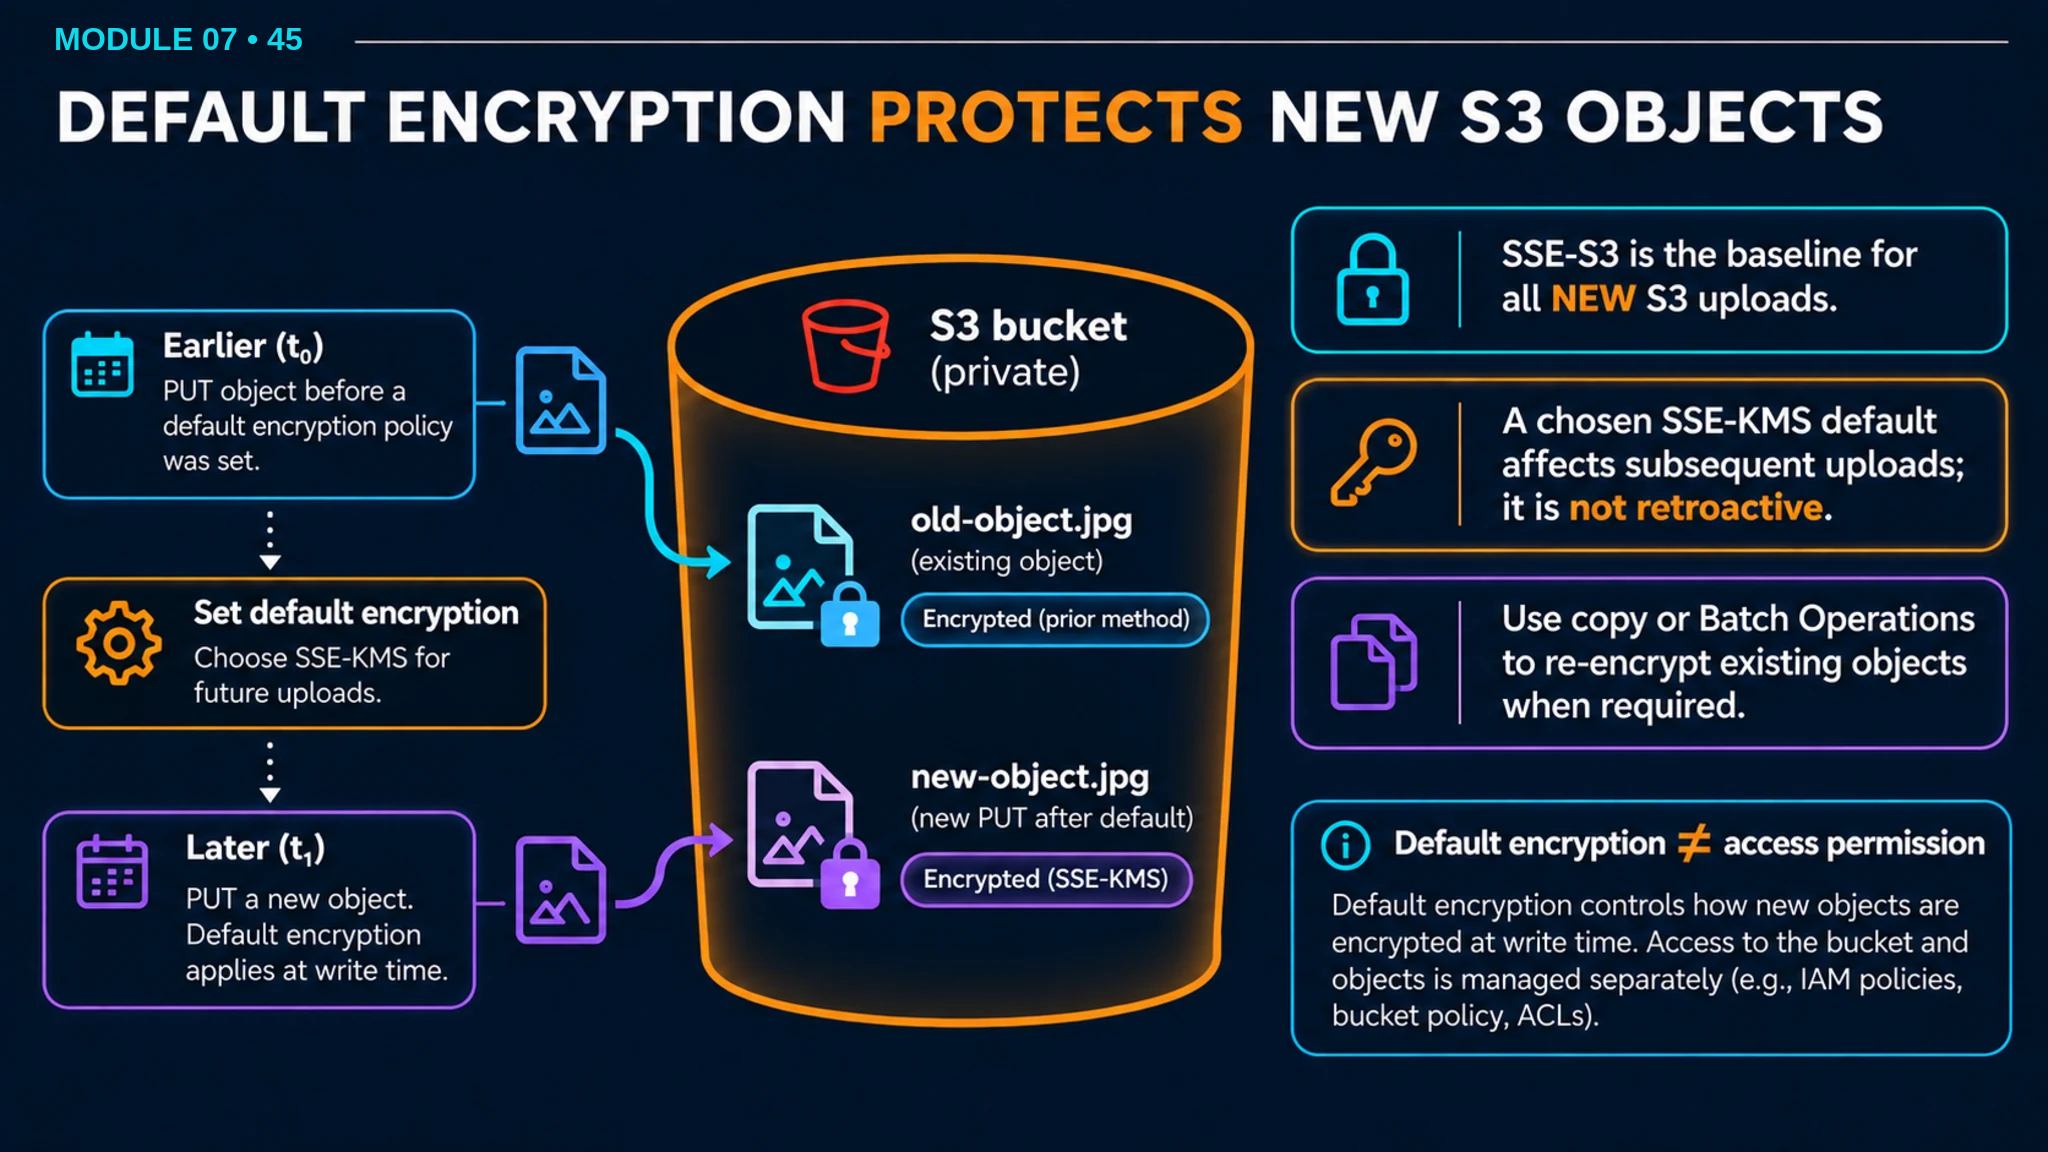 MODULE 07 • 45
DEFAULT ENCRYPTION PROTECTS NEW S3 OBJECTS
Earlier (t₀)
PUT object before a
default encryption policy
was set.
Set default encryption
Choose SSE-KMS for
future uploads.
Later (t₁)
PUT a new object.
Default encryption
applies at write time.
S3 bucket
(private)
old-object.jpg
(existing object)
Encrypted (prior method)
new-object.jpg
(new PUT after default)
Encrypted (SSE-KMS)
SSE-S3 is the baseline for
all NEW S3 uploads.
A chosen SSE-KMS default
affects subsequent uploads;
it is not retroactive.
Use copy or Batch Operations
to re-encrypt existing objects
when required.
Default encryption ≠ access permission
Default encryption controls how new objects are
encrypted at write time. Access to the bucket and
objects is managed separately (e.g., IAM policies,
bucket policy, ACLs).